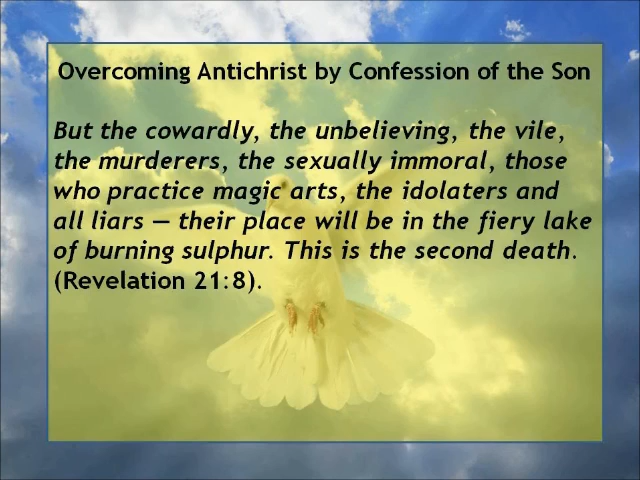 Overcoming Antichrist by Confession of the Son
But the cowardly, the unbelieving, the vile,
the murderers, the sexually immoral, those
who practice magic arts, the idolaters and
all liars — their place will be in the fiery lake
of burning sulphur. This is the second death.
(Revelation 21:8).